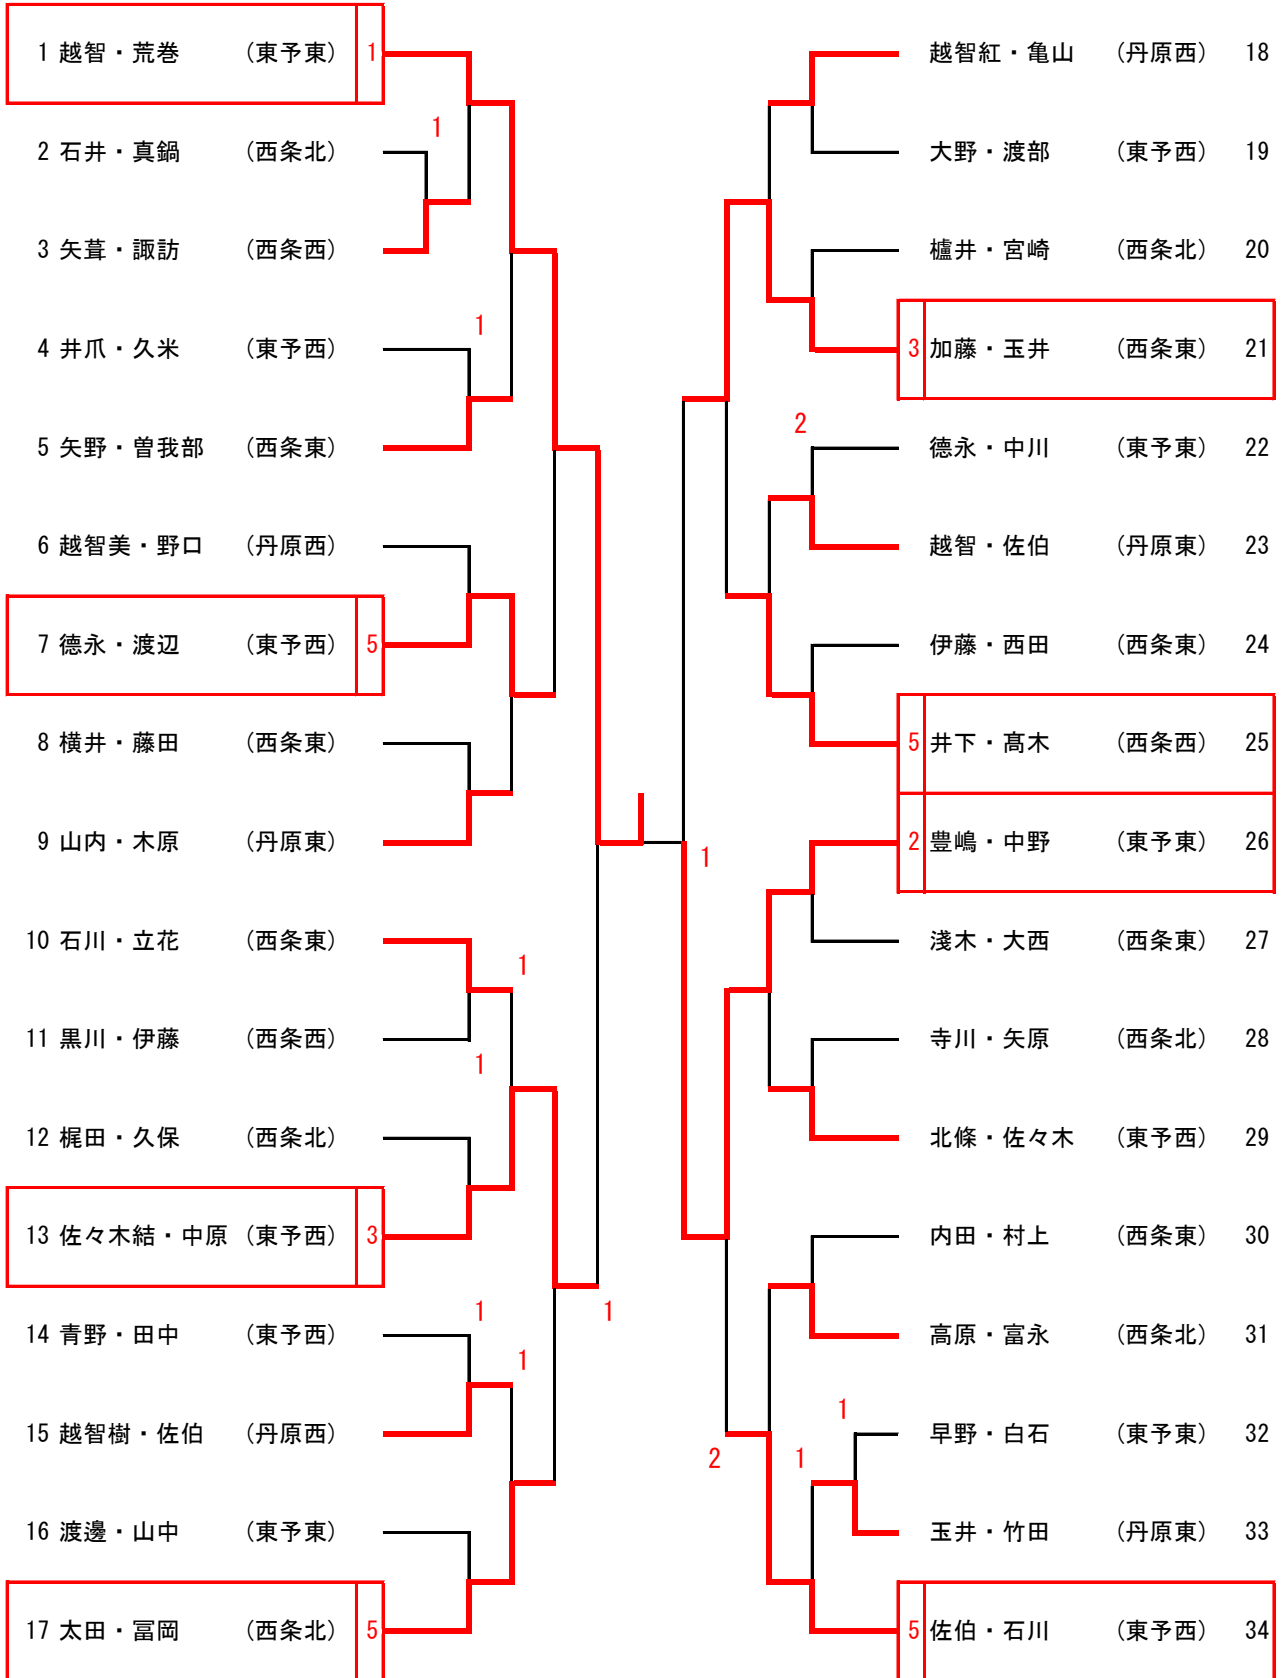 1 越智・荒巻 (東予東) 1
1
2 石井・真鍋 (西条北)
3 矢葺・諏訪 (西条西)
1
4 井爪・久米 (東予西)
5 矢野・曽我部 (西条東)
6 越智美・野口 (丹原西)
7 德永・渡辺 (東予西) 5
8 横井・藤田 (西条東)
9 山内・木原 (丹原東)
10 石川・立花 (西条東)
1
11 黒川・伊藤 (西条西)
1
12 梶田・久保 (西条北)
13 佐々木結・中原 (東予西) 3
1
1
14 青野・田中 (東予西)
1
15 越智樹・佐伯 (丹原西)
16 渡邊・山中 (東予東)
17 太田・冨岡 (西条北) 5
越智紅・亀山 (丹原西) 18
大野・渡部 (東予西) 19
櫨井・宮崎 (西条北) 20
3 加藤・玉井 (西条東) 21
2
德永・中川 (東予東) 22
越智・佐伯 (丹原東) 23
伊藤・西田 (西条東) 24
5 井下・髙木 (西条西) 25
2 豊嶋・中野 (東予東) 26
1
淺木・大西 (西条東) 27
寺川・矢原 (西条北) 28
北條・佐々木 (東予西) 29
内田・村上 (西条東) 30
高原・富永 (西条北) 31
1
早野・白石 (東予東) 32
2
1
玉井・竹田 (丹原東) 33
5 佐伯・石川 (東予西) 34